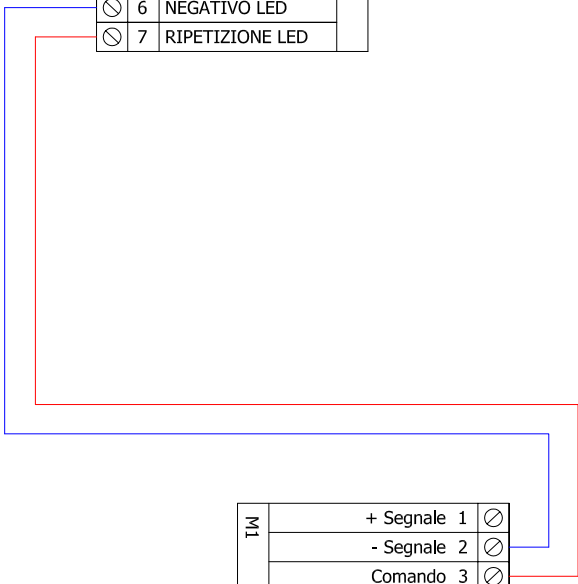 6 NEGATIVO LED
7 RIPETIZIONE LED
M1
+ Segnale 1
- Segnale 2
Comando 3